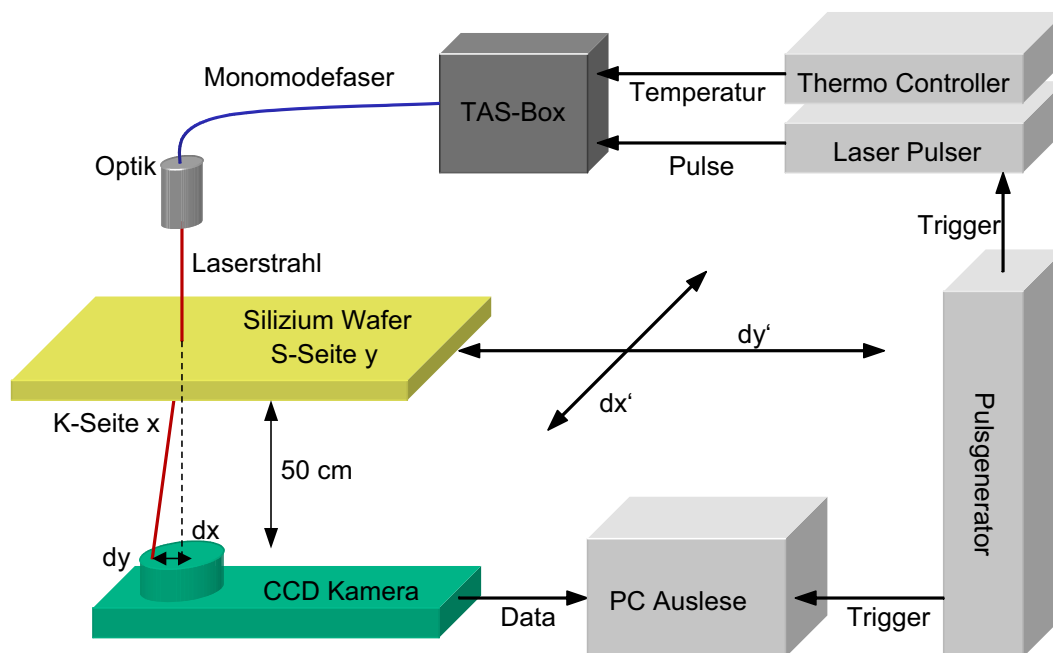 Monomodefaser
TAS-Box
Temperatur
Thermo Controller
Pulse
Laser Pulser
Optik
Trigger
Laserstrahl
Silizium Wafer
S-Seite y
dy‘
dx‘
K-Seite x
50 cm
Pulsgenerator
dx
dy
CCD Kamera
Data
PC Auslese
Trigger